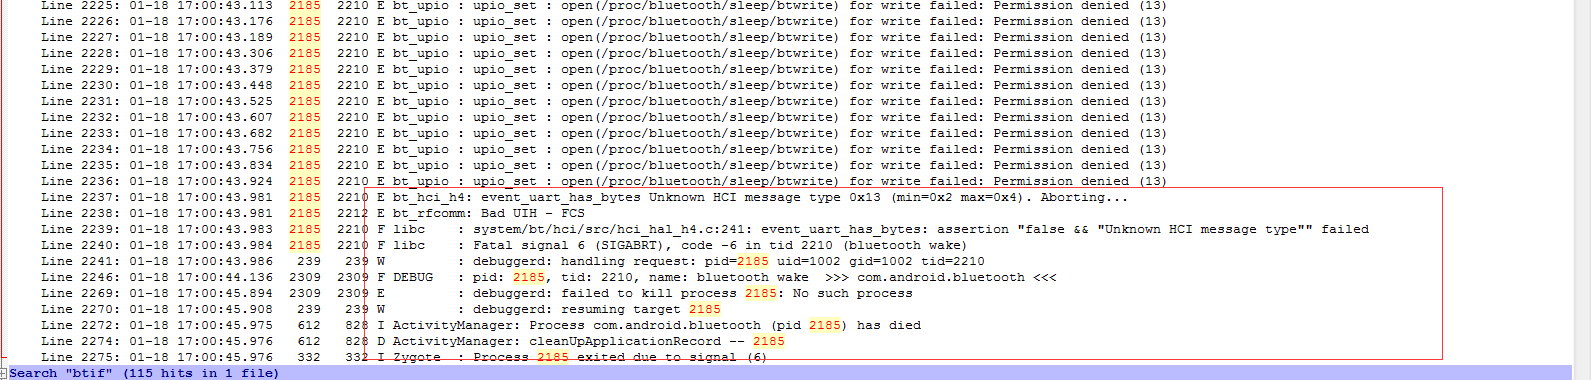 Line 2225: 01-18 17:00:43.113 2185 2210 E bt_upio : upio_set : open(/proc/bluetooth/sleep/btwrite) for write failed: Permission denied (13)
Line 2226: 01-18 17:00:43.176 2185 2210 E bt_upio : upio_set : open(/proc/bluetooth/sleep/btwrite) for write failed: Permission denied (13)
Line 2227: 01-18 17:00:43.189 2185 2210 E bt_upio : upio_set : open(/proc/bluetooth/sleep/btwrite) for write failed: Permission denied (13)
Line 2228: 01-18 17:00:43.306 2185 2210 E bt_upio : upio_set : open(/proc/bluetooth/sleep/btwrite) for write failed: Permission denied (13)
Line 2229: 01-18 17:00:43.379 2185 2210 E bt_upio : upio_set : open(/proc/bluetooth/sleep/btwrite) for write failed: Permission denied (13)
Line 2230: 01-18 17:00:43.448 2185 2210 E bt_upio : upio_set : open(/proc/bluetooth/sleep/btwrite) for write failed: Permission denied (13)
Line 2231: 01-18 17:00:43.525 2185 2210 E bt_upio : upio_set : open(/proc/bluetooth/sleep/btwrite) for write failed: Permission denied (13)
Line 2232: 01-18 17:00:43.607 2185 2210 E bt_upio : upio_set : open(/proc/bluetooth/sleep/btwrite) for write failed: Permission denied (13)
Line 2233: 01-18 17:00:43.682 2185 2210 E bt_upio : upio_set : open(/proc/bluetooth/sleep/btwrite) for write failed: Permission denied (13)
Line 2234: 01-18 17:00:43.756 2185 2210 E bt_upio : upio_set : open(/proc/bluetooth/sleep/btwrite) for write failed: Permission denied (13)
Line 2235: 01-18 17:00:43.834 2185 2210 E bt_upio : upio_set : open(/proc/bluetooth/sleep/btwrite) for write failed: Permission denied (13)
Line 2236: 01-18 17:00:43.924 2185 2210 E bt_upio : upio_set : open(/proc/bluetooth/sleep/btwrite) for write failed: Permission denied (13)
Line 2237: 01-18 17:00:43.981 2185 2210 E bt_hci_h4: event_uart_has_bytes Unknown HCI message type 0x13 (min=0x2 max=0x4). Aborting...
Line 2238: 01-18 17:00:43.981 2185 2212 E bt_rfcomm: Bad UIH - FCS
Line 2239: 01-18 17:00:43.983 2185 2210 F libc : system/bt/hci/src/hci_hal_h4.c:241: event_uart_has_bytes: assertion "false && "Unknown HCI message type"" failed
Line 2240: 01-18 17:00:43.984 2185 2210 F libc : Fatal signal 6 (SIGABRT), code -6 in tid 2210 (bluetooth wake)
Line 2241: 01-18 17:00:43.986 239 239 W : debuggerd: handling request: pid=2185 uid=1002 gid=1002 tid=2210
Line 2246: 01-18 17:00:44.136 2309 2309 F DEBUG : pid: 2185, tid: 2210, name: bluetooth wake >>> com.android.bluetooth <<<
Line 2269: 01-18 17:00:45.894 2309 2309 E : debuggerd: failed to kill process 2185: No such process
Line 2270: 01-18 17:00:45.908 239 239 W : debuggerd: resuming target 2185
Line 2272: 01-18 17:00:45.975 612 828 I ActivityManager: Process com.android.bluetooth (pid 2185) has died
Line 2274: 01-18 17:00:45.976 612 828 D ActivityManager: cleanUpApplicationRecord -- 2185
Line 2275: 01-18 17:00:45.976 332 332 I Zygote : Process 2185 exited due to signal (6)
Search "btif" (115 hits in 1 file)